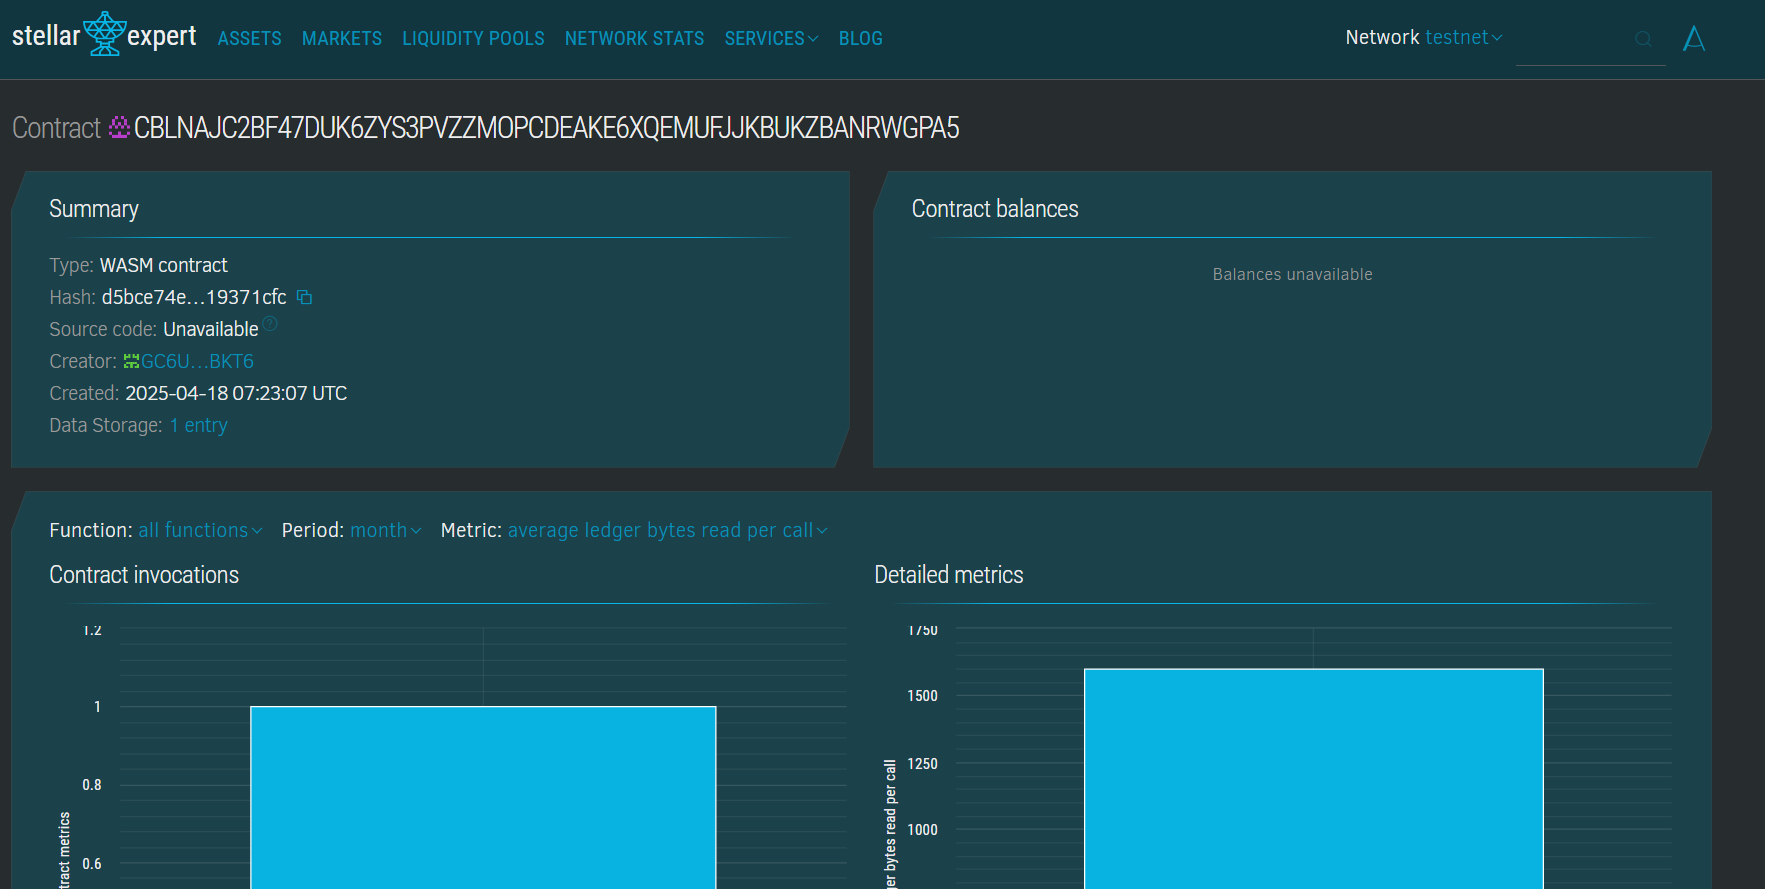 stellar expert ASSETS MARKETS LIQUIDITY POOLS NETWORK STATS SERVICES BLOG Network testnet
Contract CBLNAJC2BF47DUK6ZYS3PVZZMOPCDEAKE6XQEMUFJJKBUKZBANRWGPA5
Summary
Type: WASM contract
Hash: d5bce74e...19371cfc
Source code: Unavailable
Creator: GC6U...BKT6
Created: 2025-04-18 07:23:07 UTC
Data Storage: 1 entry
Contract balances
Balances unavailable
Function: all functions Period: month Metric: average ledger bytes read per call
Contract invocations
1.2
1
0.8
0.6
tract metrics
Detailed metrics
1750
1500
1250
1000
ger bytes read per call